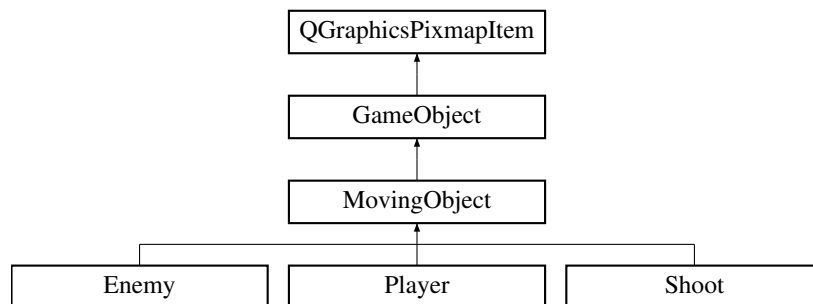 QGraphicsPixmapItem
GameObject
MovingObject
Enemy
Player
Shoot